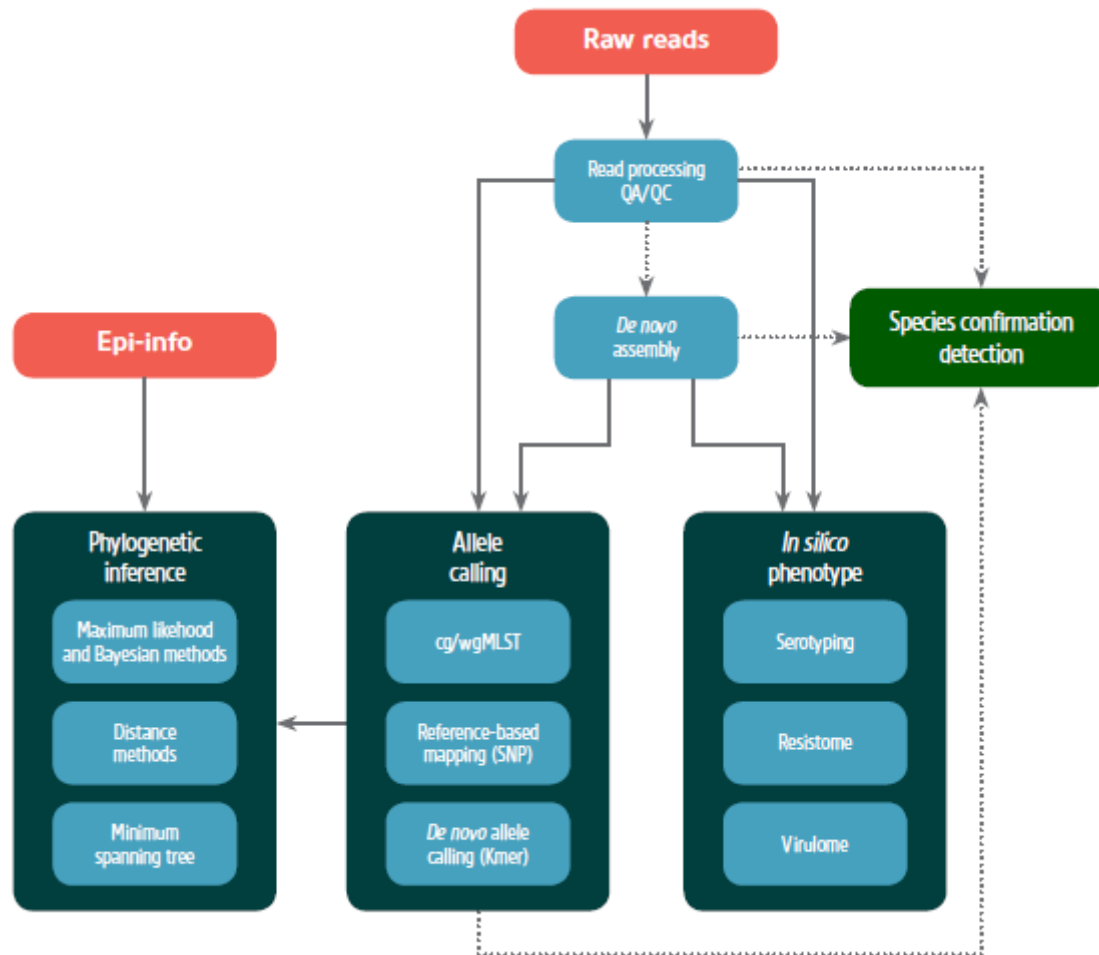 Raw reads
Read processing
QA/QC
De novo
assembly
Species confirmation
detection
Epi-info
Phylogenetic
inference
Maximum likehood
and Bayesian methods
Distance
methods
Minimum
spanning tree
Allele
calling
cg/wgMLST
Reference-based
mapping (SNP)
De novo allele
calling (Kmer)
In silico
phenotype
Serotyping
Resistome
Virulome